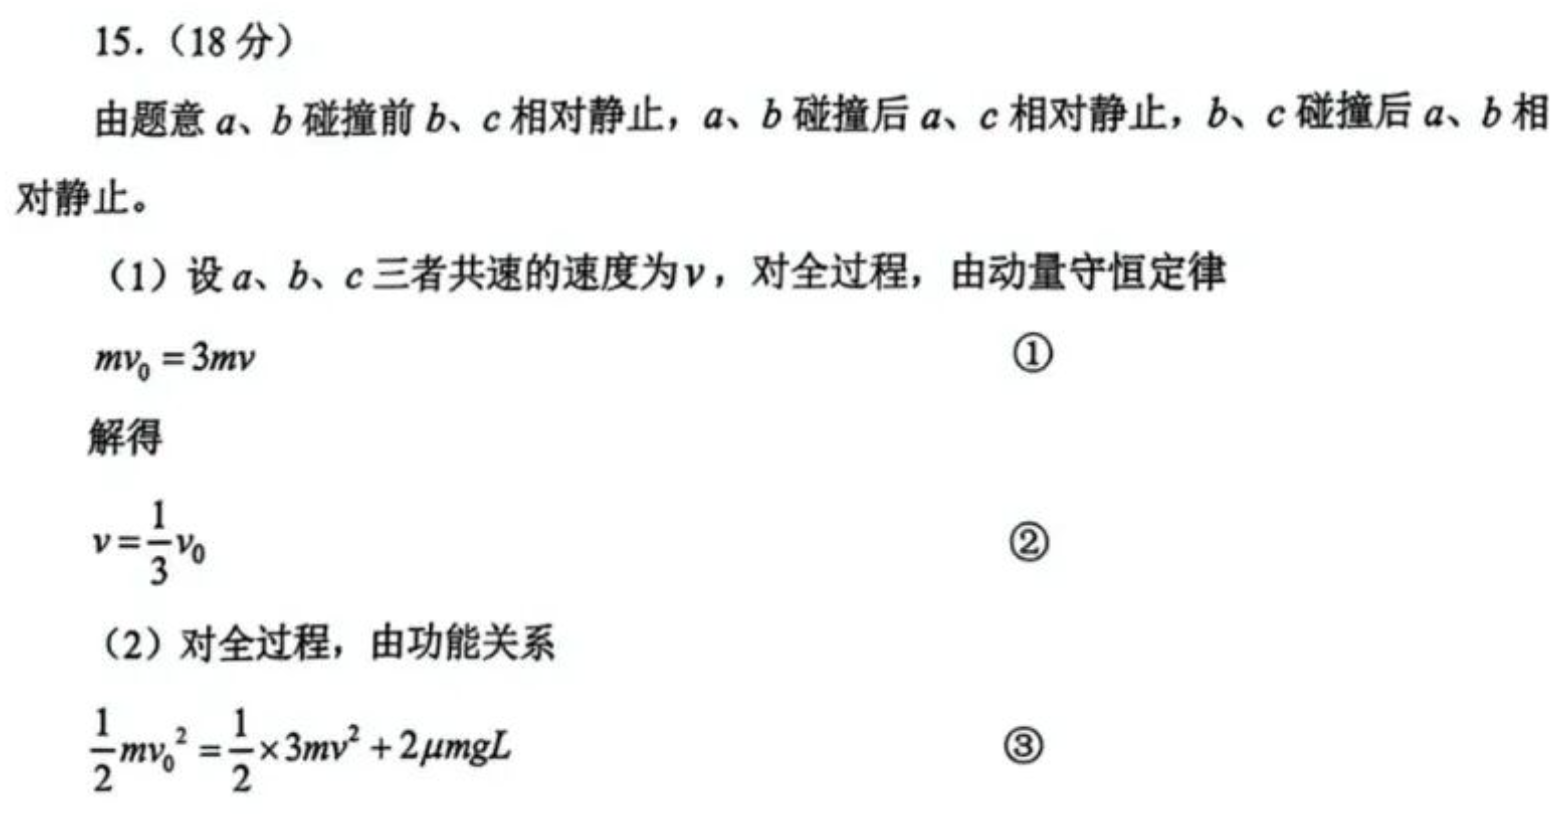 15.（18分）
由题意 a、b 碰撞前 b、c 相对静止，a、b 碰撞后 a、c 相对静止，b、c 碰撞后 a、b 相
对静止。
（1）设 a、b、c 三者共速的速度为 v，对全过程，由动量守恒定律
mv₀ = 3mv ①
解得
v = 1/3 v₀ ②
（2）对全过程，由功能关系
1/2 mv₀² = 1/2 × 3mv² + 2μmgL ③